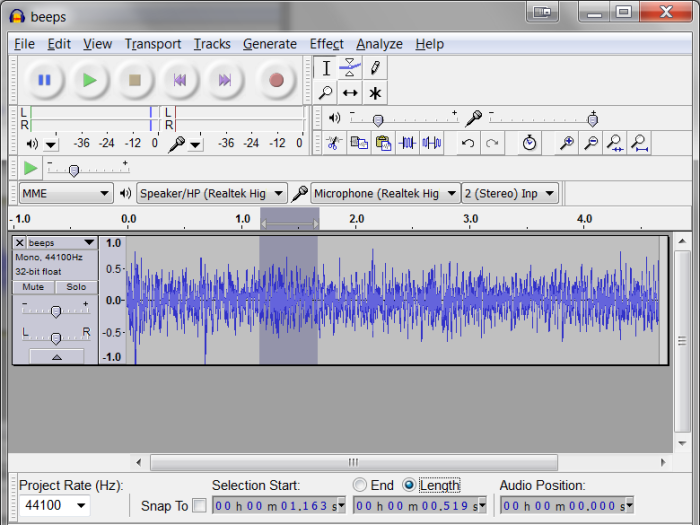 beeps
File Edit View Transport Tracks Generate Effect Analyze Help
L
R
L
R
-36 -24 -12 0
-36 -24 -12 0
- +
- +
- +
MME
Speaker/HP (Realtek Hig
Microphone (Realtek Hig
2 (Stereo) Inp
-1.0 0.0 1.0 2.0 3.0 4.0
beeps
Mono, 44100Hz
32-bit float
Mute Solo
- +
L R
1.0
0.5-
0.0-
-0.5-
-1.0
Project Rate (Hz):
44100
Snap To
Selection Start:
00 h 00 m 01.163 s
End Length
00 h 00 m 00.519 s
Audio Position:
00 h 00 m 00.000 s